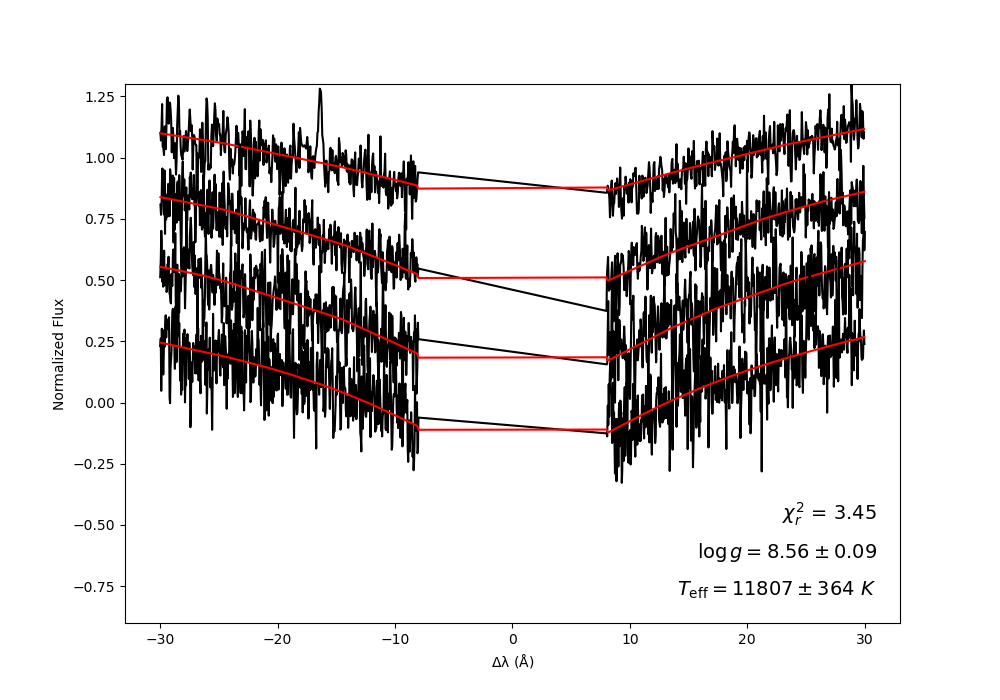 1.25
1.00
0.75
0.50
0.25
0.00
−0.25
−0.50
−0.75
Normalized Flux
χ²ᵣ = 3.45
log g = 8.56 ± 0.09
T_eff = 11807 ± 364 K
−30 −20 −10 0 10 20 30
Δλ (Å)